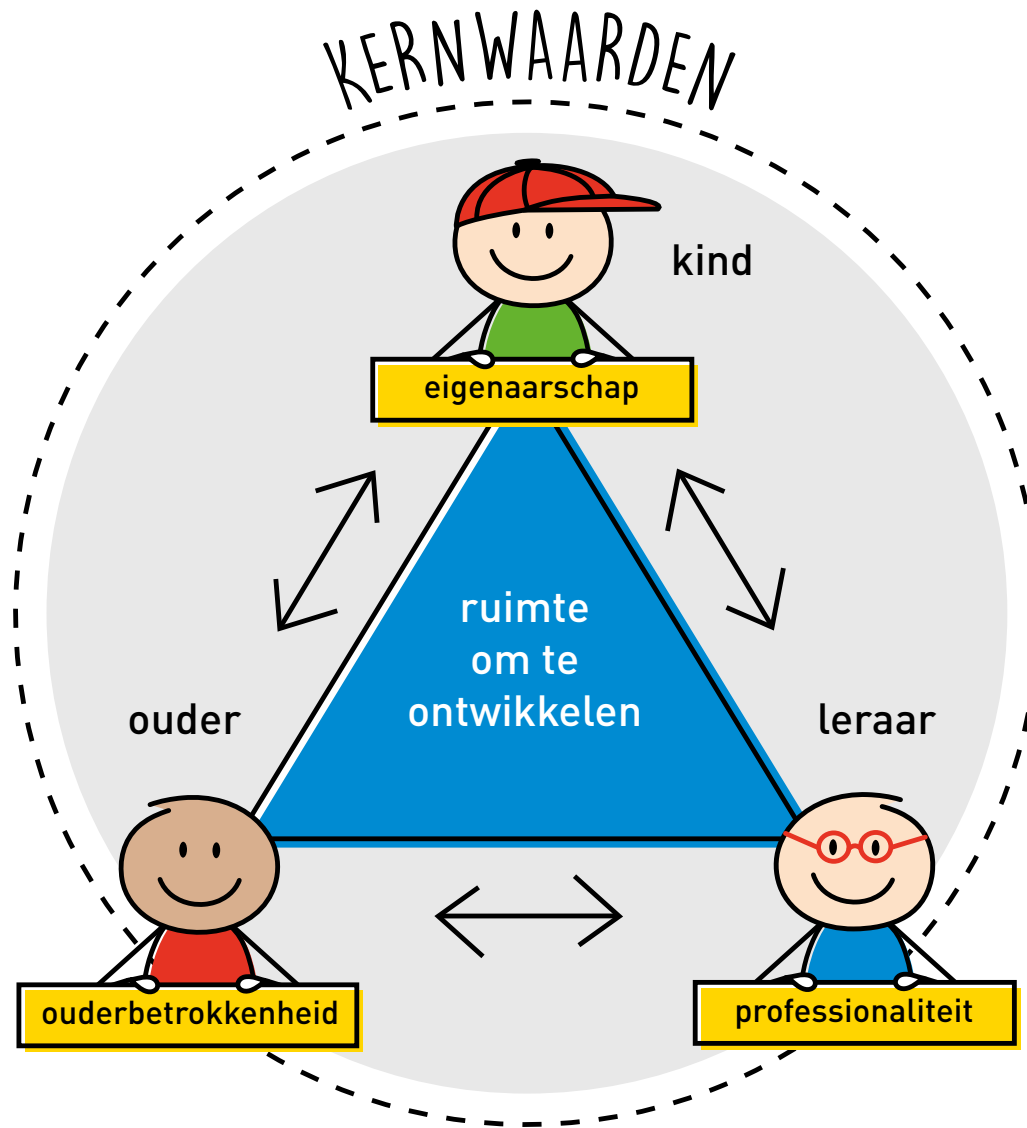 KERNWAARDEN
kind
eigenaarschap
ruimte
om te
ontwikkelen
ouder
leraar
ouderbetrokkenheid
professionaliteit